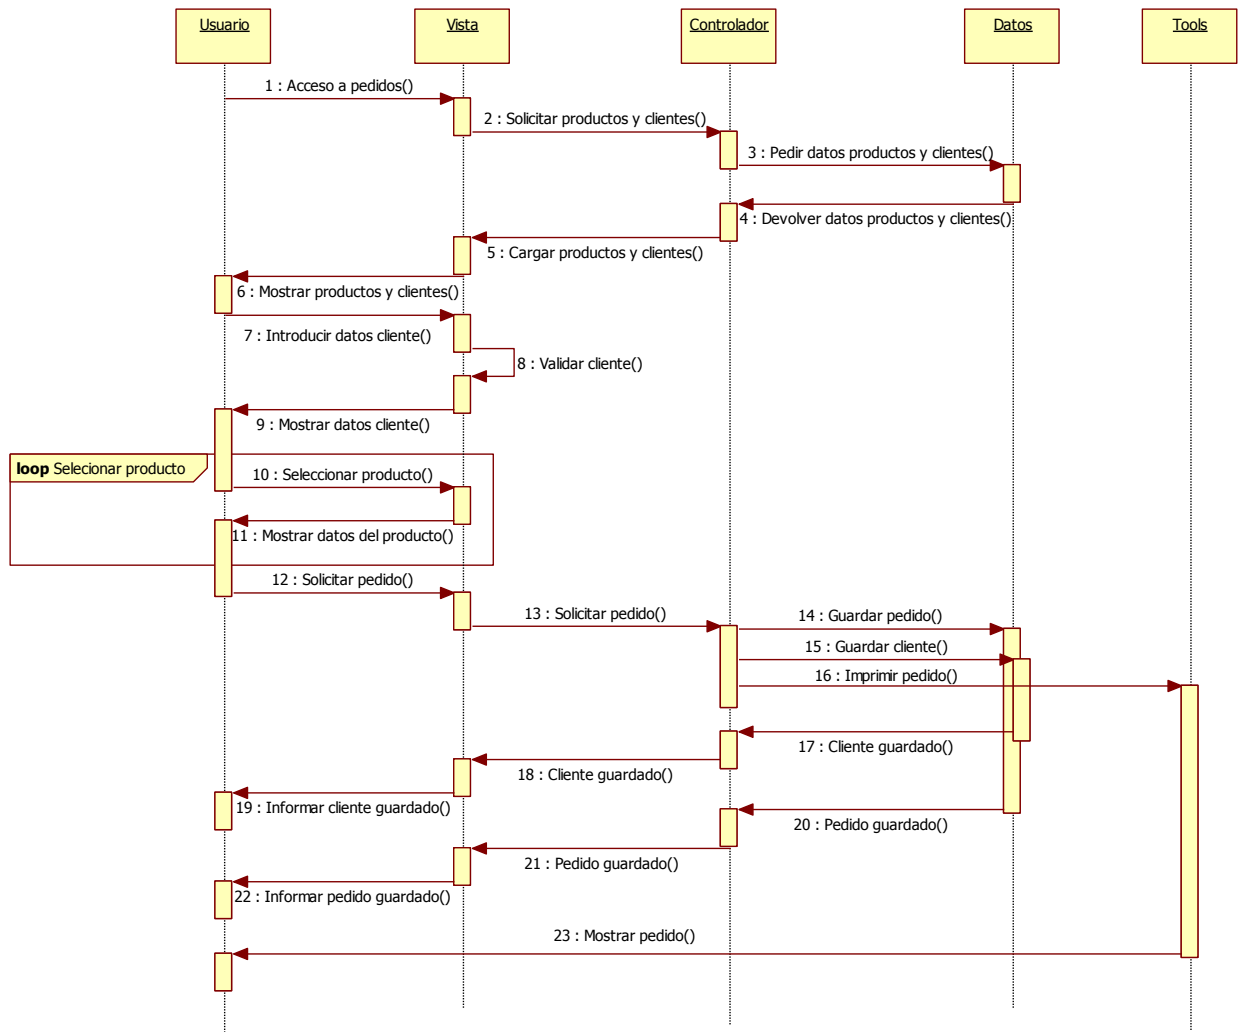 Usuario
Vista
Controlador
Datos
Tools
1 : Acceso a pedidos()
2 : Solicitar productos y clientes()
3 : Pedir datos productos y clientes()
4 : Devolver datos productos y clientes()
5 : Cargar productos y clientes()
6 : Mostrar productos y clientes()
7 : Introducir datos cliente()
8 : Validar cliente()
9 : Mostrar datos cliente()
loop Selecionar producto
10 : Seleccionar producto()
11 : Mostrar datos del producto()
12 : Solicitar pedido()
13 : Solicitar pedido()
14 : Guardar pedido()
15 : Guardar cliente()
16 : Imprimir pedido()
17 : Cliente guardado()
18 : Cliente guardado()
19 : Informar cliente guardado()
20 : Pedido guardado()
21 : Pedido guardado()
22 : Informar pedido guardado()
23 : Mostrar pedido()